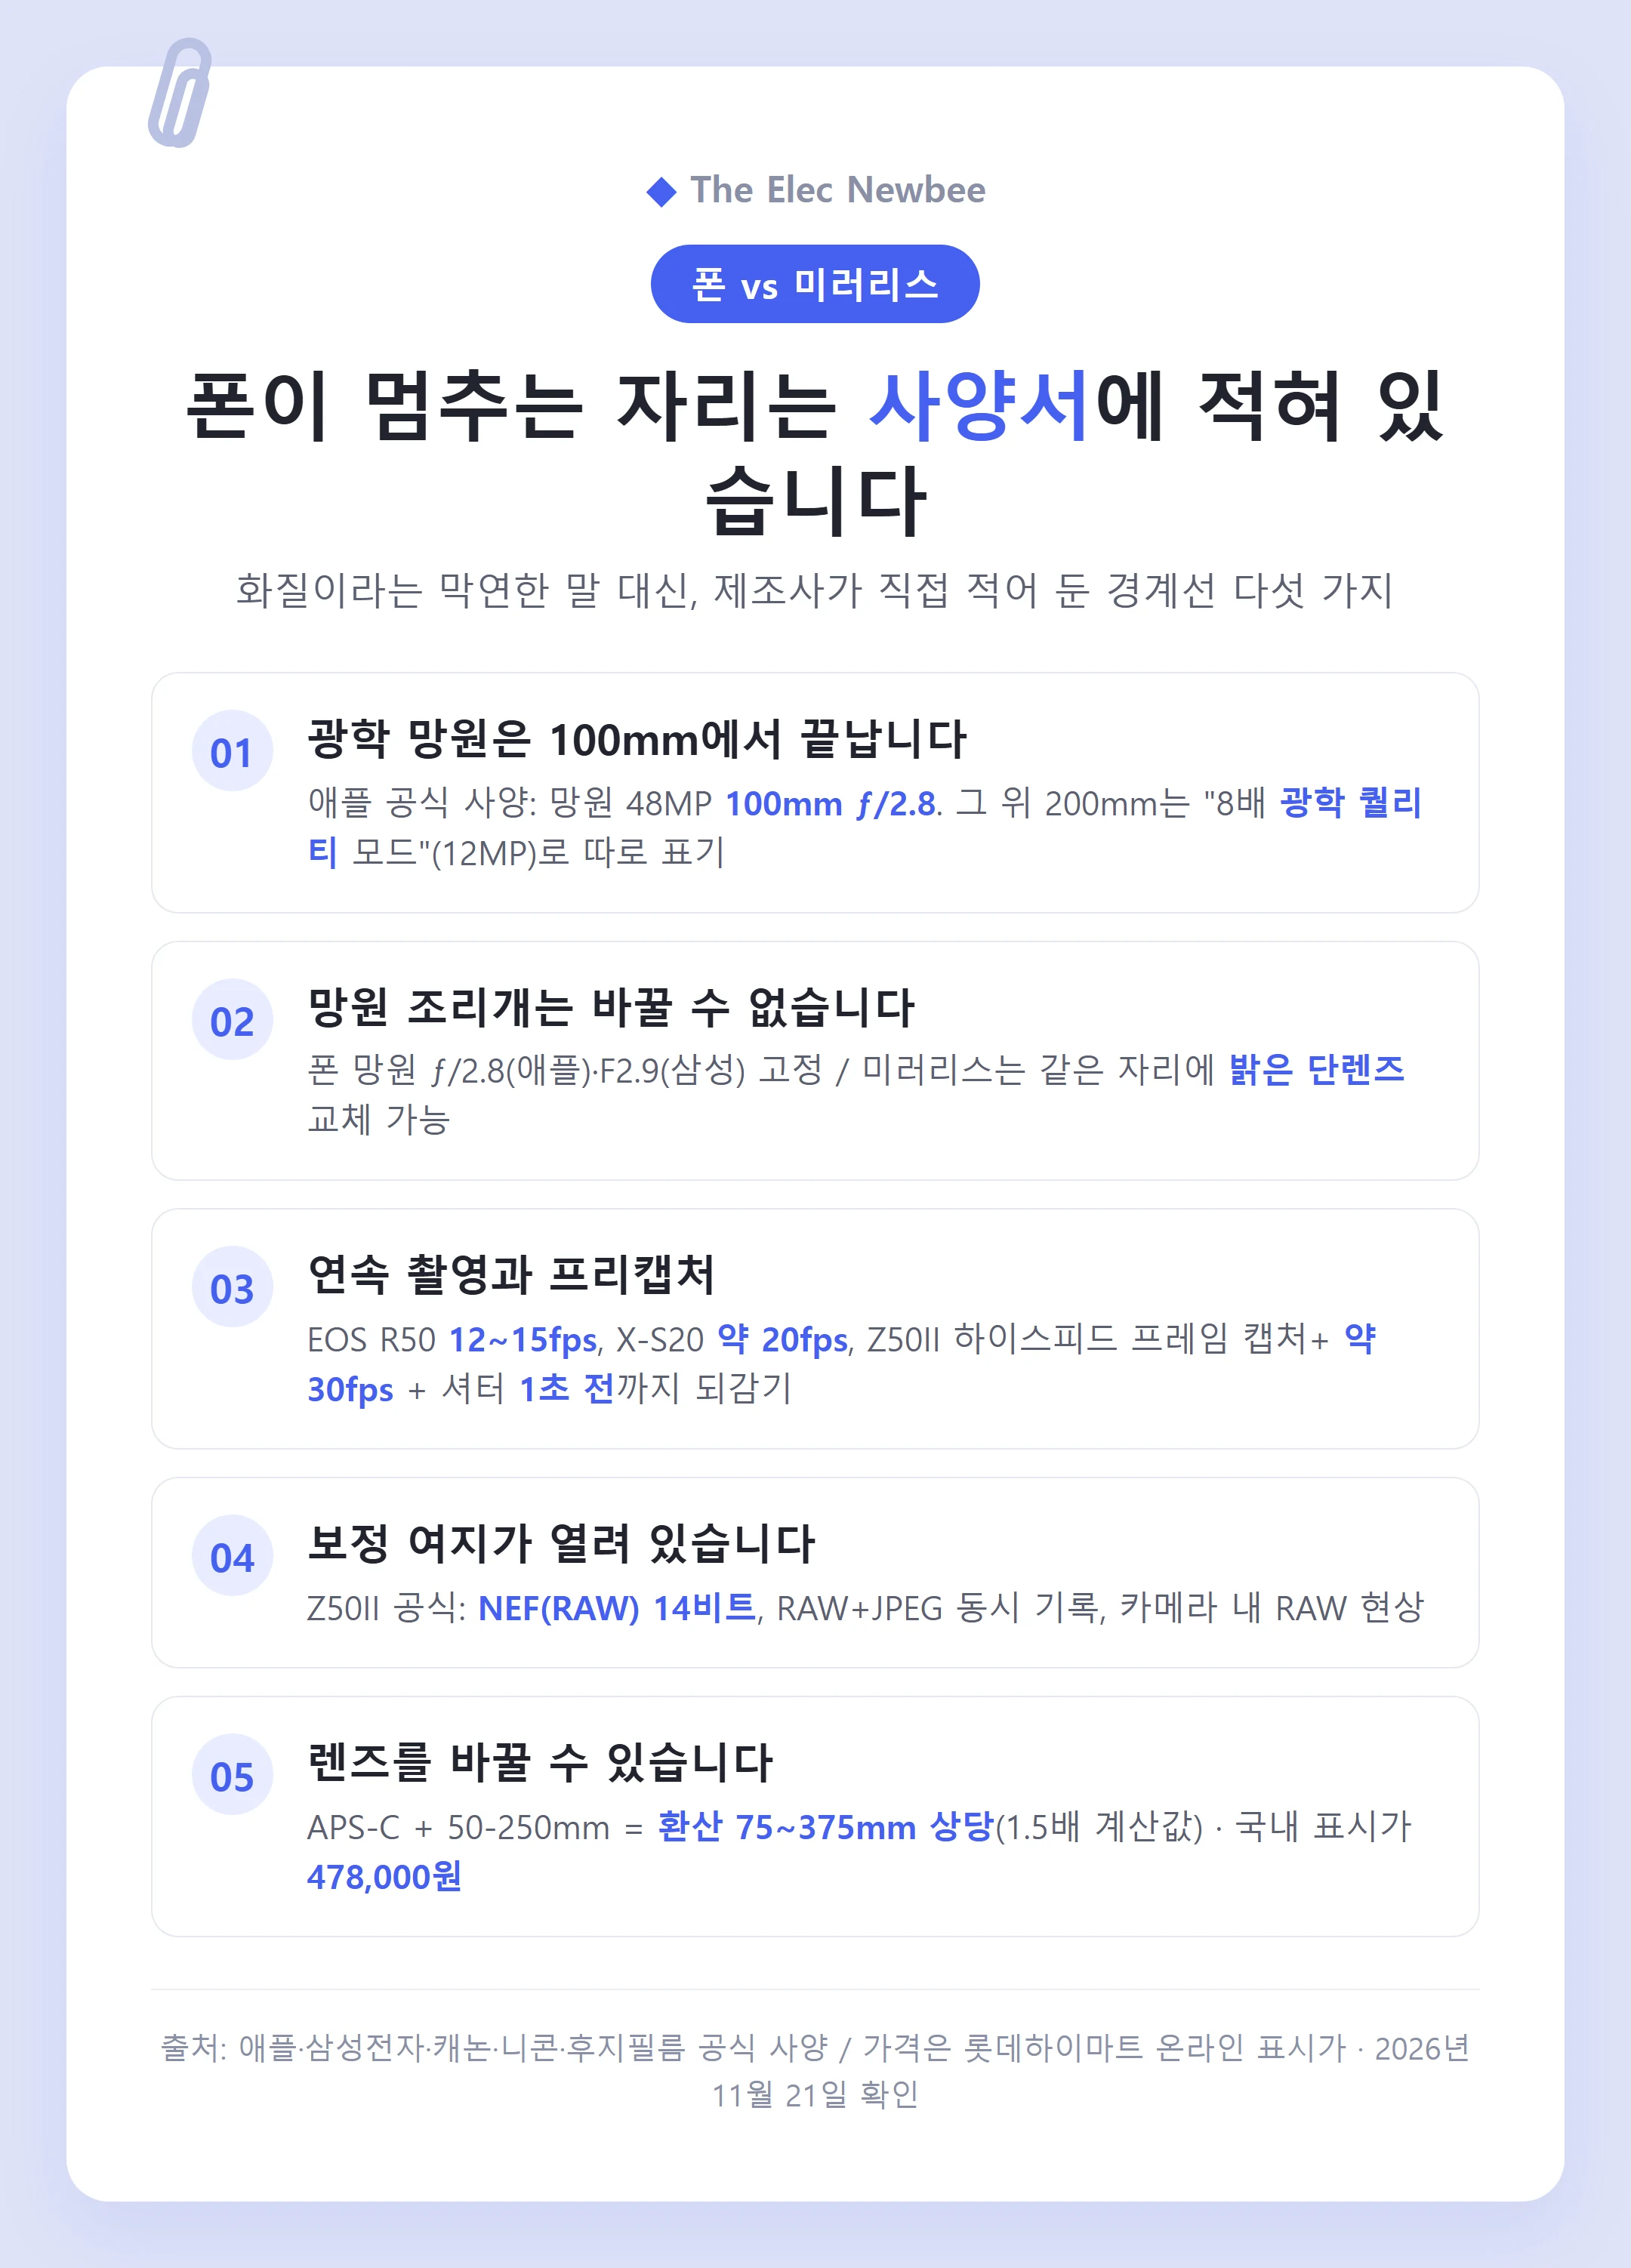 ◆ The Elec Newbee
폰 vs 미러리스
폰이 멈추는 자리는 사양서에 적혀 있
습니다
화질이라는 막연한 말 대신, 제조사가 직접 적어 둔 경계선 다섯 가지
01
광학 망원은 100mm에서 끝납니다
애플 공식 사양: 망원 48MP 100mm ƒ/2.8. 그 위 200mm는 "8배 광학 퀄리
티 모드"(12MP)로 따로 표기
02
망원 조리개는 바꿀 수 없습니다
폰 망원 ƒ/2.8(애플)·F2.9(삼성) 고정 / 미러리스는 같은 자리에 밝은 단렌즈
교체 가능
03
연속 촬영과 프리캡처
EOS R50 12~15fps, X-S20 약 20fps, Z50II 하이스피드 프레임 캡처+ 약
30fps + 셔터 1초 전까지 되감기
04
보정 여지가 열려 있습니다
Z50II 공식: NEF(RAW) 14비트, RAW+JPEG 동시 기록, 카메라 내 RAW 현상
05
렌즈를 바꿀 수 있습니다
APS-C + 50-250mm = 환산 75~375mm 상당(1.5배 계산값) · 국내 표시가
478,000원
출처: 애플·삼성전자·캐논·니콘·후지필름 공식 사양 / 가격은 롯데하이마트 온라인 표시가 · 2026년
11월 21일 확인